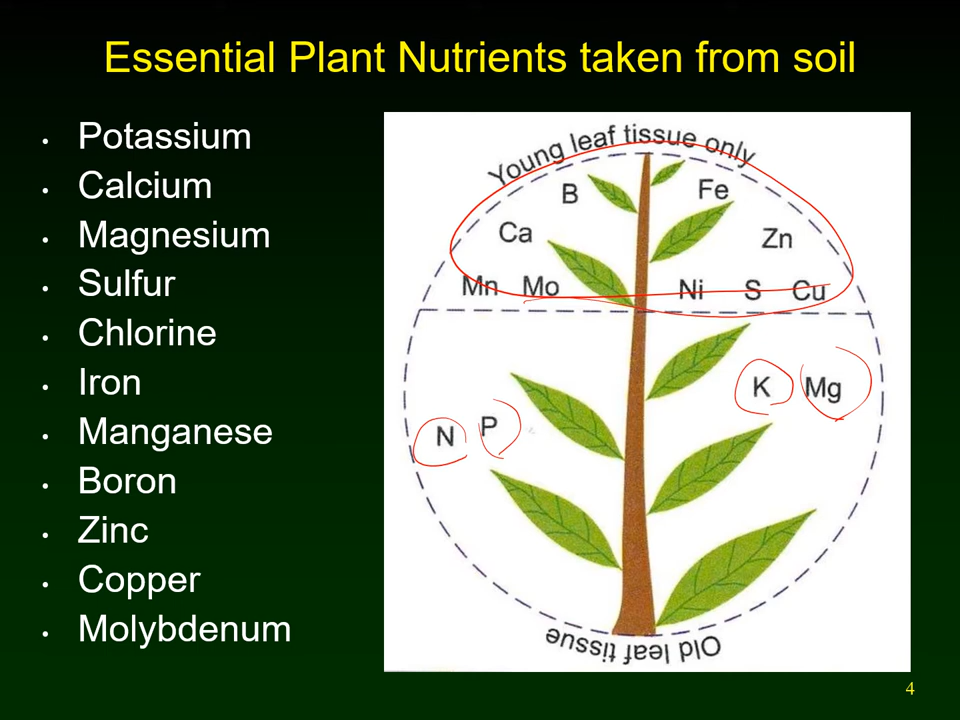 Essential Plant Nutrients taken from soil
• Potassium
• Calcium
• Magnesium
• Sulfur
• Chlorine
• Iron
• Manganese
• Boron
• Zinc
• Copper
• Molybdenum
Young leaf tissue only
B Fe
Ca Zn
Mn Mo Ni S Cu
K Mg
N P
Old leaf tissue
4